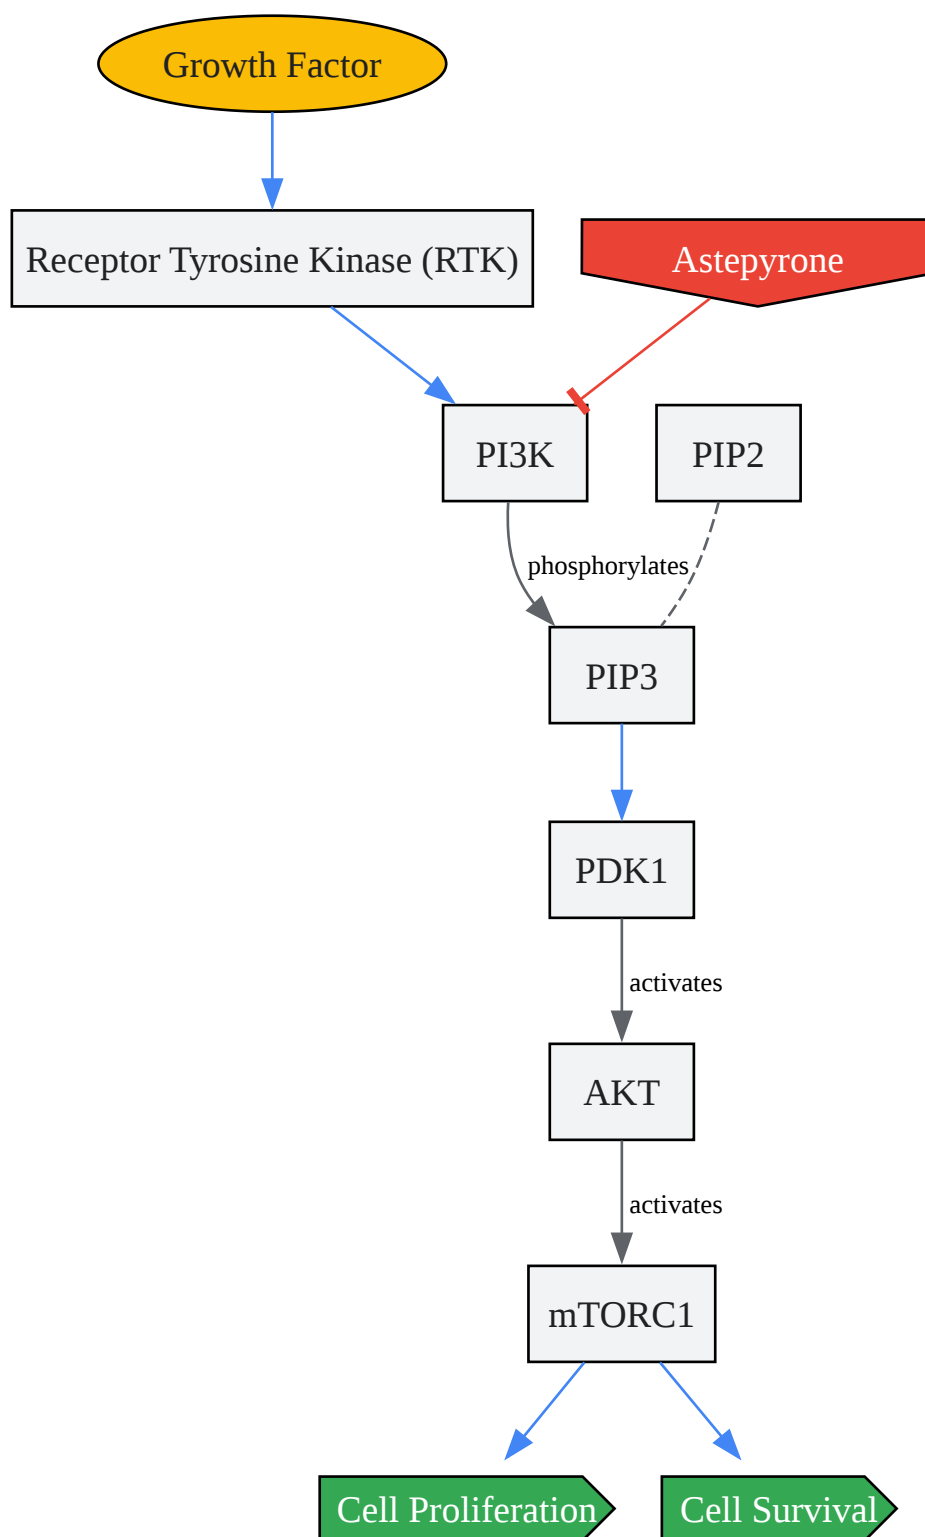 Growth Factor
Receptor Tyrosine Kinase (RTK)
Astepyrone
PI3K
PIP2
phosphorylates
PIP3
PDK1
activates
AKT
activates
mTORC1
Cell Proliferation
Cell Survival